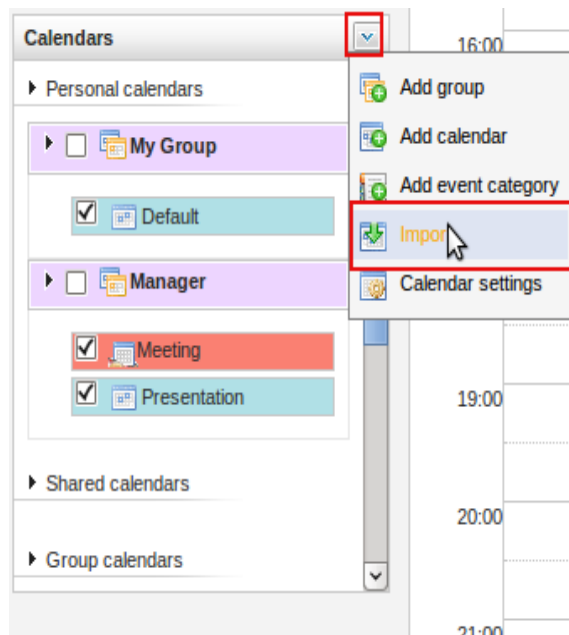 Calendars
16:00
Personal calendars
Add group
Add calendar
My Group
Add event category
Default
Import
Manager
Calendar settings
Meeting
Presentation
19:00
Shared calendars
20:00
Group calendars
21:00